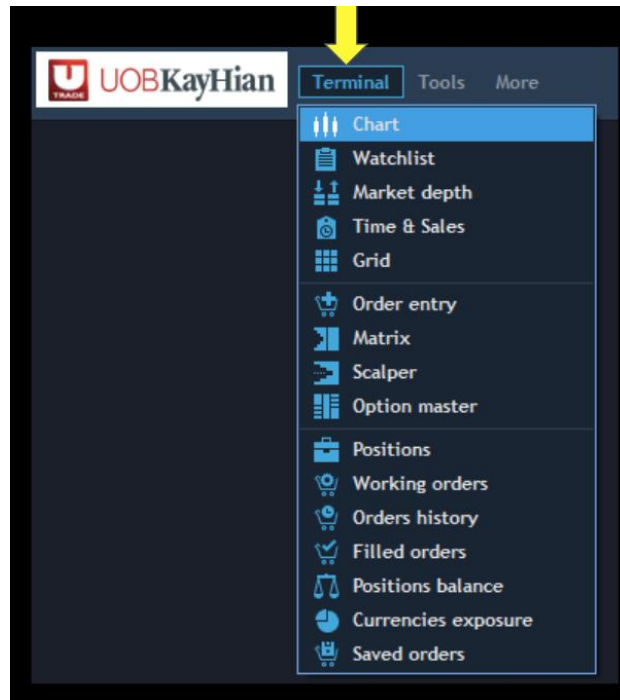 U TRADE UOBKayHian Terminal Tools More
Chart
Watchlist
Market depth
Time & Sales
Grid
Order entry
Matrix
Scalper
Option master
Positions
Working orders
Orders history
Filled orders
Positions balance
Currencies exposure
Saved orders